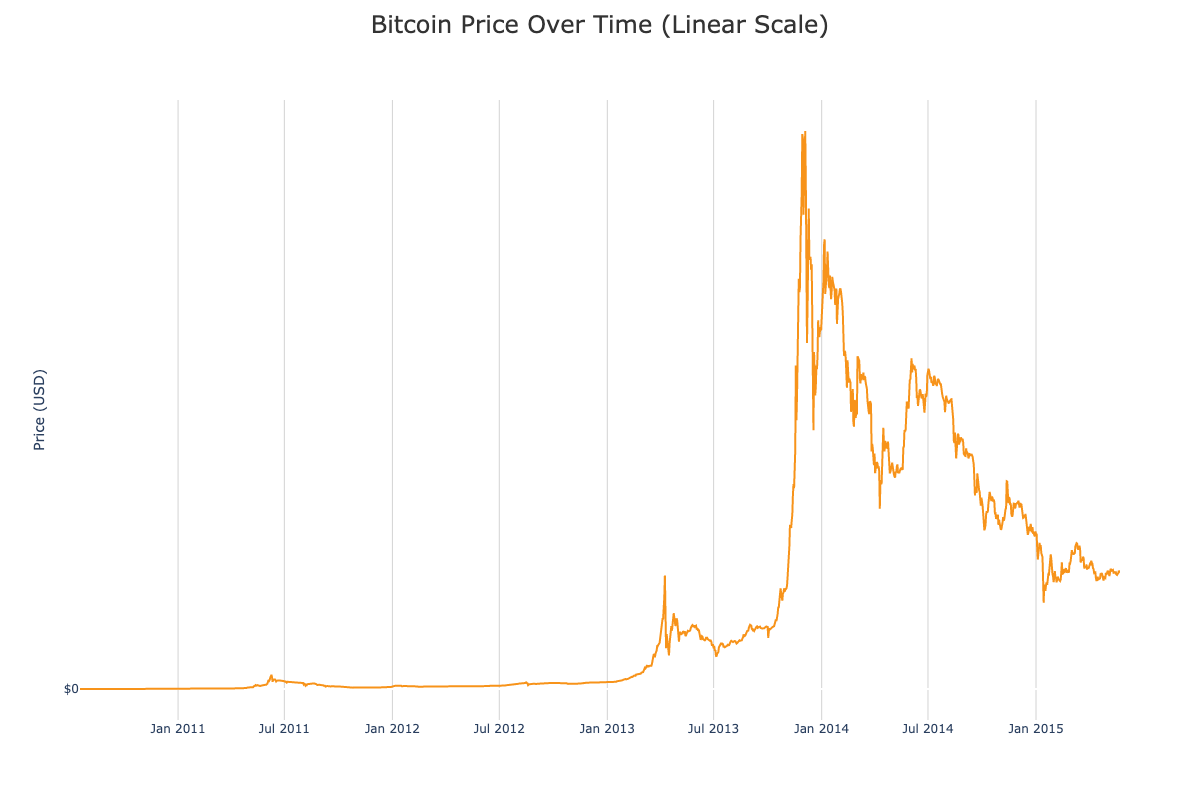 Bitcoin Price Over Time (Linear Scale)
Price (USD)
$0
Jan 2011
Jul 2011
Jan 2012
Jul 2012
Jan 2013
Jul 2013
Jan 2014
Jul 2014
Jan 2015